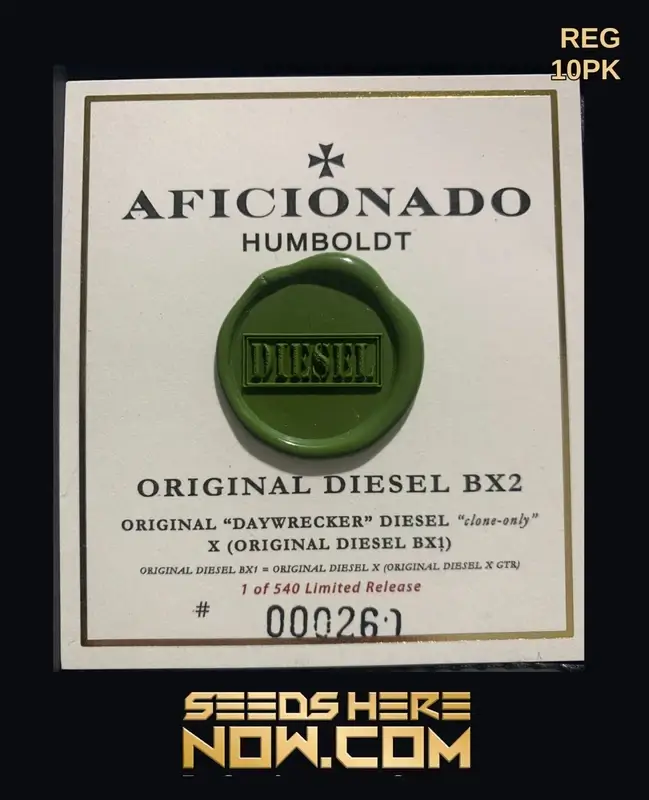 REG
10PK
AFICIONADO
HUMBOLDT
DIESEL
ORIGINAL DIESEL BX2
ORIGINAL “DAYWRECKER” DIESEL “clone-only”
X (ORIGINAL DIESEL BX1)
ORIGINAL DIESEL BX1 = ORIGINAL DIESEL X (ORIGINAL DIESEL X GTR)
1 of 540 Limited Release
#
SEEDS HERE
NOW.COM